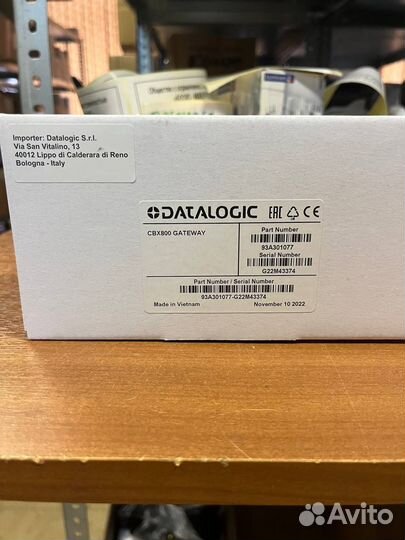 Importer: Datalogic S.r.l.
Via San Vitalino, 13
40012 Lippo di Calderara di Reno
Bologna - Italy
DATALOGIC EAC CE
CBX800 GATEWAY
Part Number
93A301077
Serial Number
G22M43374
Part Number / Serial Number
93A301077-G22M43374
Made in Vietnam
November 10 2022
Avito